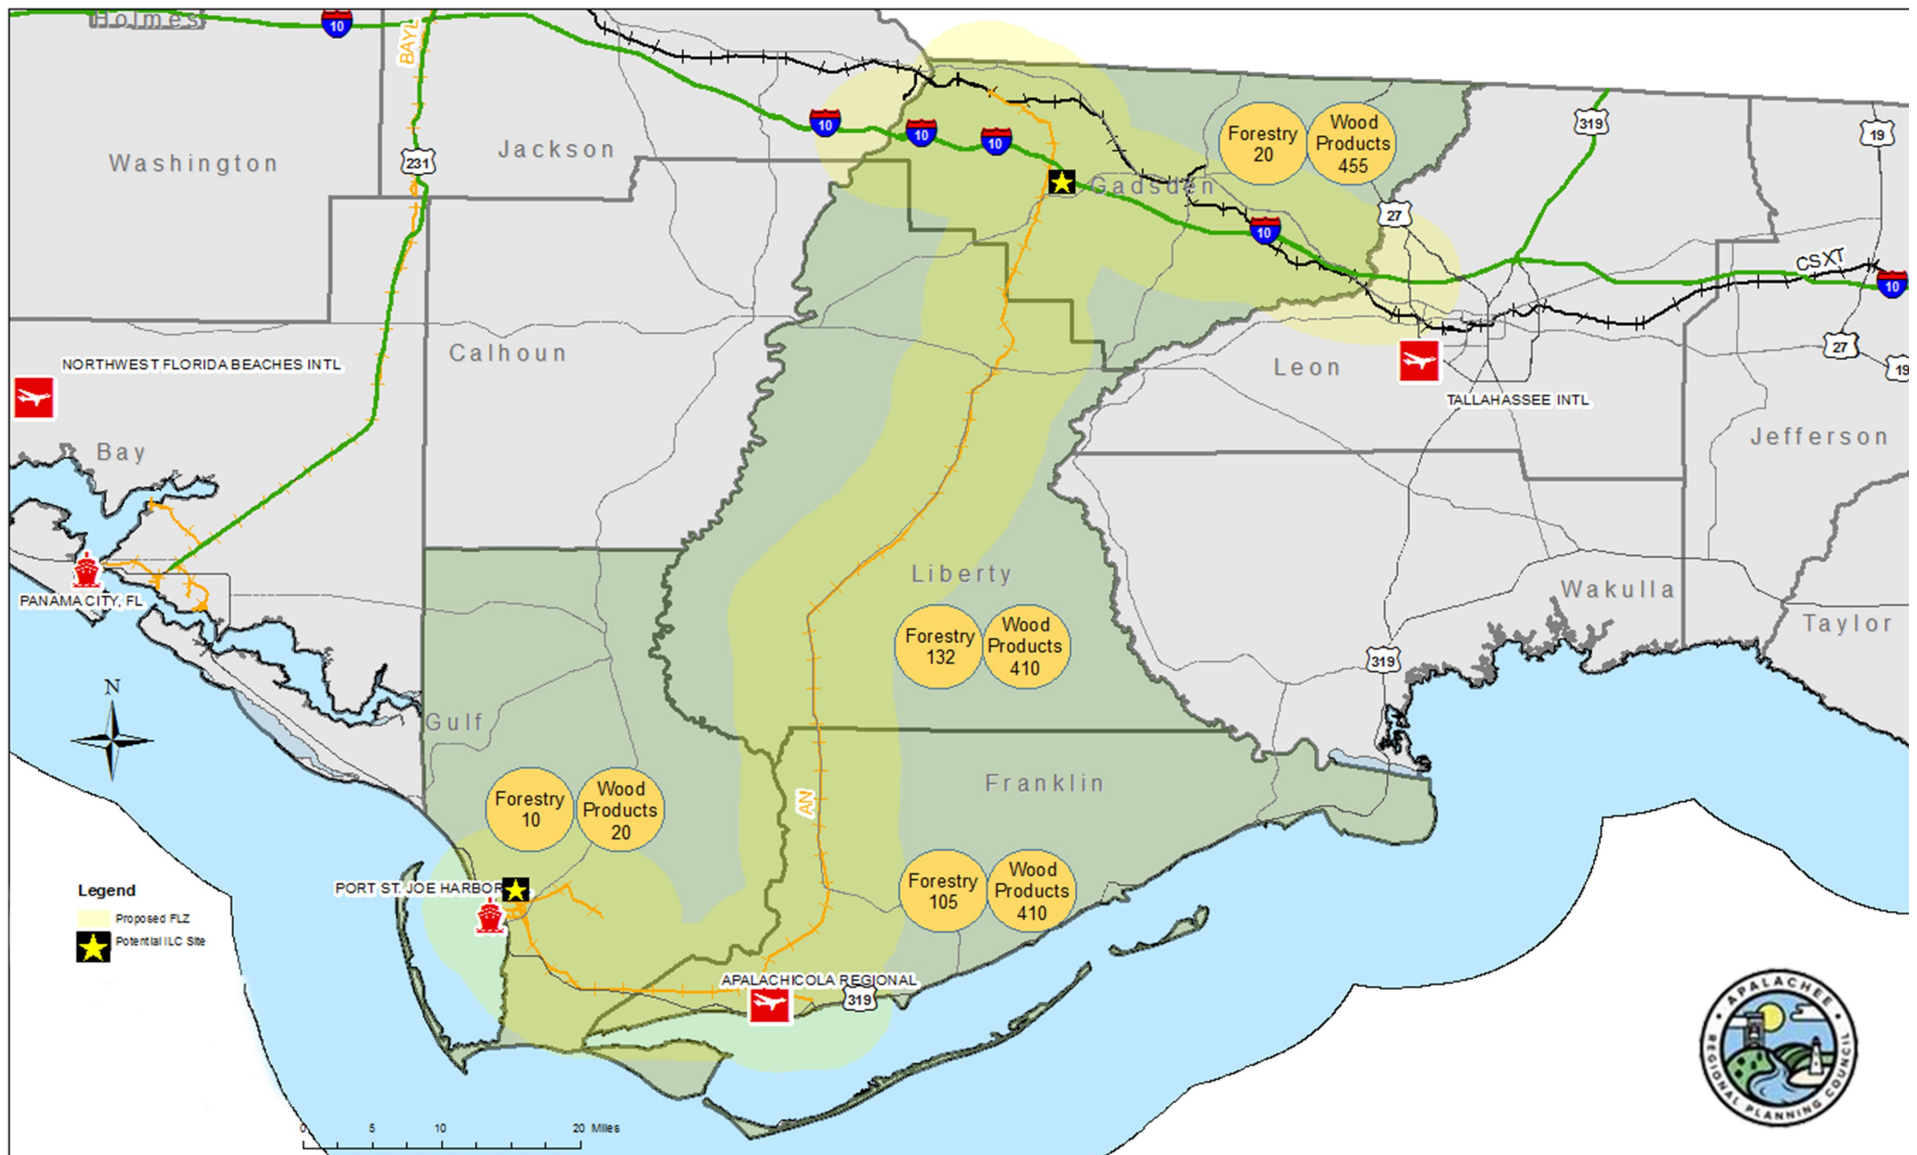 Holmes
10
BAYL
Washington
231
Jackson
10
10
10
Forestry
20
Wood
Products
455
319
19
Gadsden
27
10
CSXT
10
NORTHWEST FLORIDA BEACHES INTL
Calhoun
Leon
27
19
TALLAHASSEE INTL
Bay
Jefferson
PANAMA CITY, FL
Liberty
Wakulla
Taylor
Forestry
132
Wood
Products
410
319
N
Gulf
Franklin
AN
Forestry
10
Wood
Products
20
PORT ST. JOE HARBOR
Forestry
105
Wood
Products
410
Legend
Proposed FLZ
Potential ILC Site
APALACHICOLA REGIONAL
319
0 5 10 20 Miles
APALACHEE
REGIONAL PLANNING COUNCIL